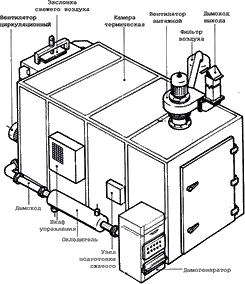 Заслонка
свежего воздуха
Вентилятор
циркуляционный
Камера
термическая
Вентилятор
вытяжной
Фильтр
воздуха
Дымоход
выхода
Дымоход
Шкаф
управления
Охладитель
Узел
подготовки
сжатого
Дымогенератор